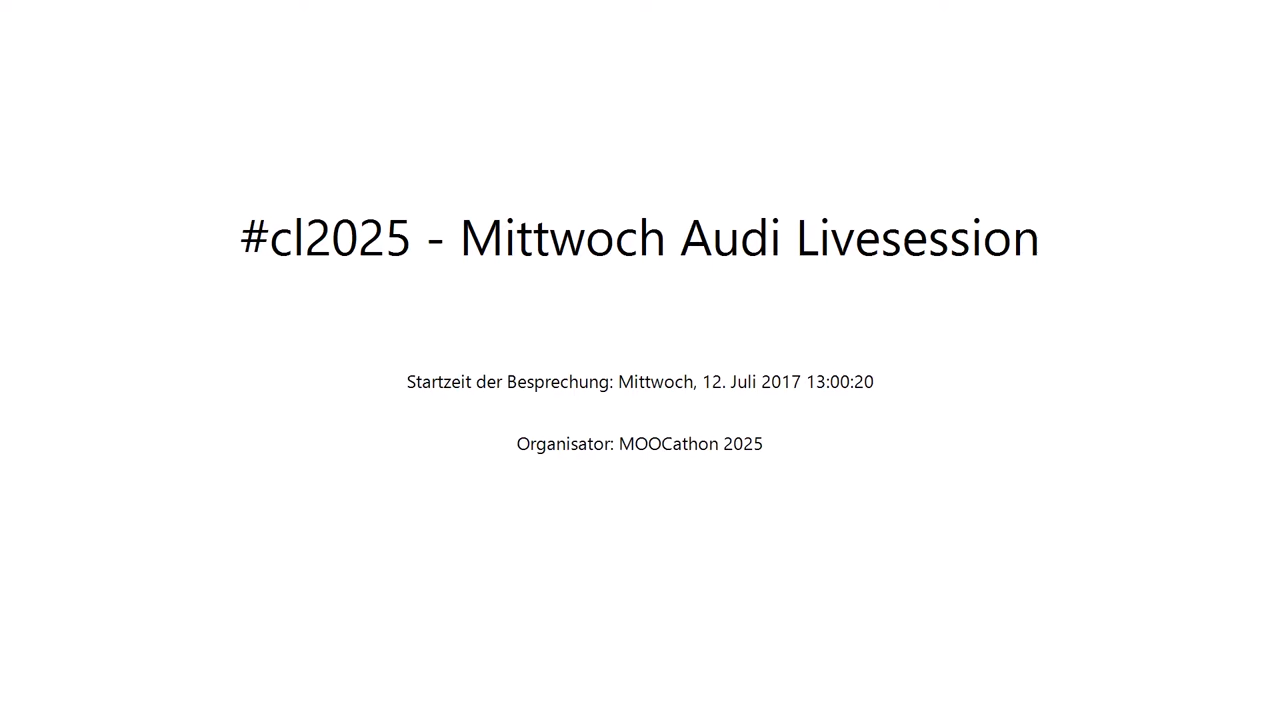 #cl2025 - Mittwoch Audi Livesession
Startzeit der Besprechung: Mittwoch, 12. Juli 2017 13:00:20
Organisator: MOOCathon 2025